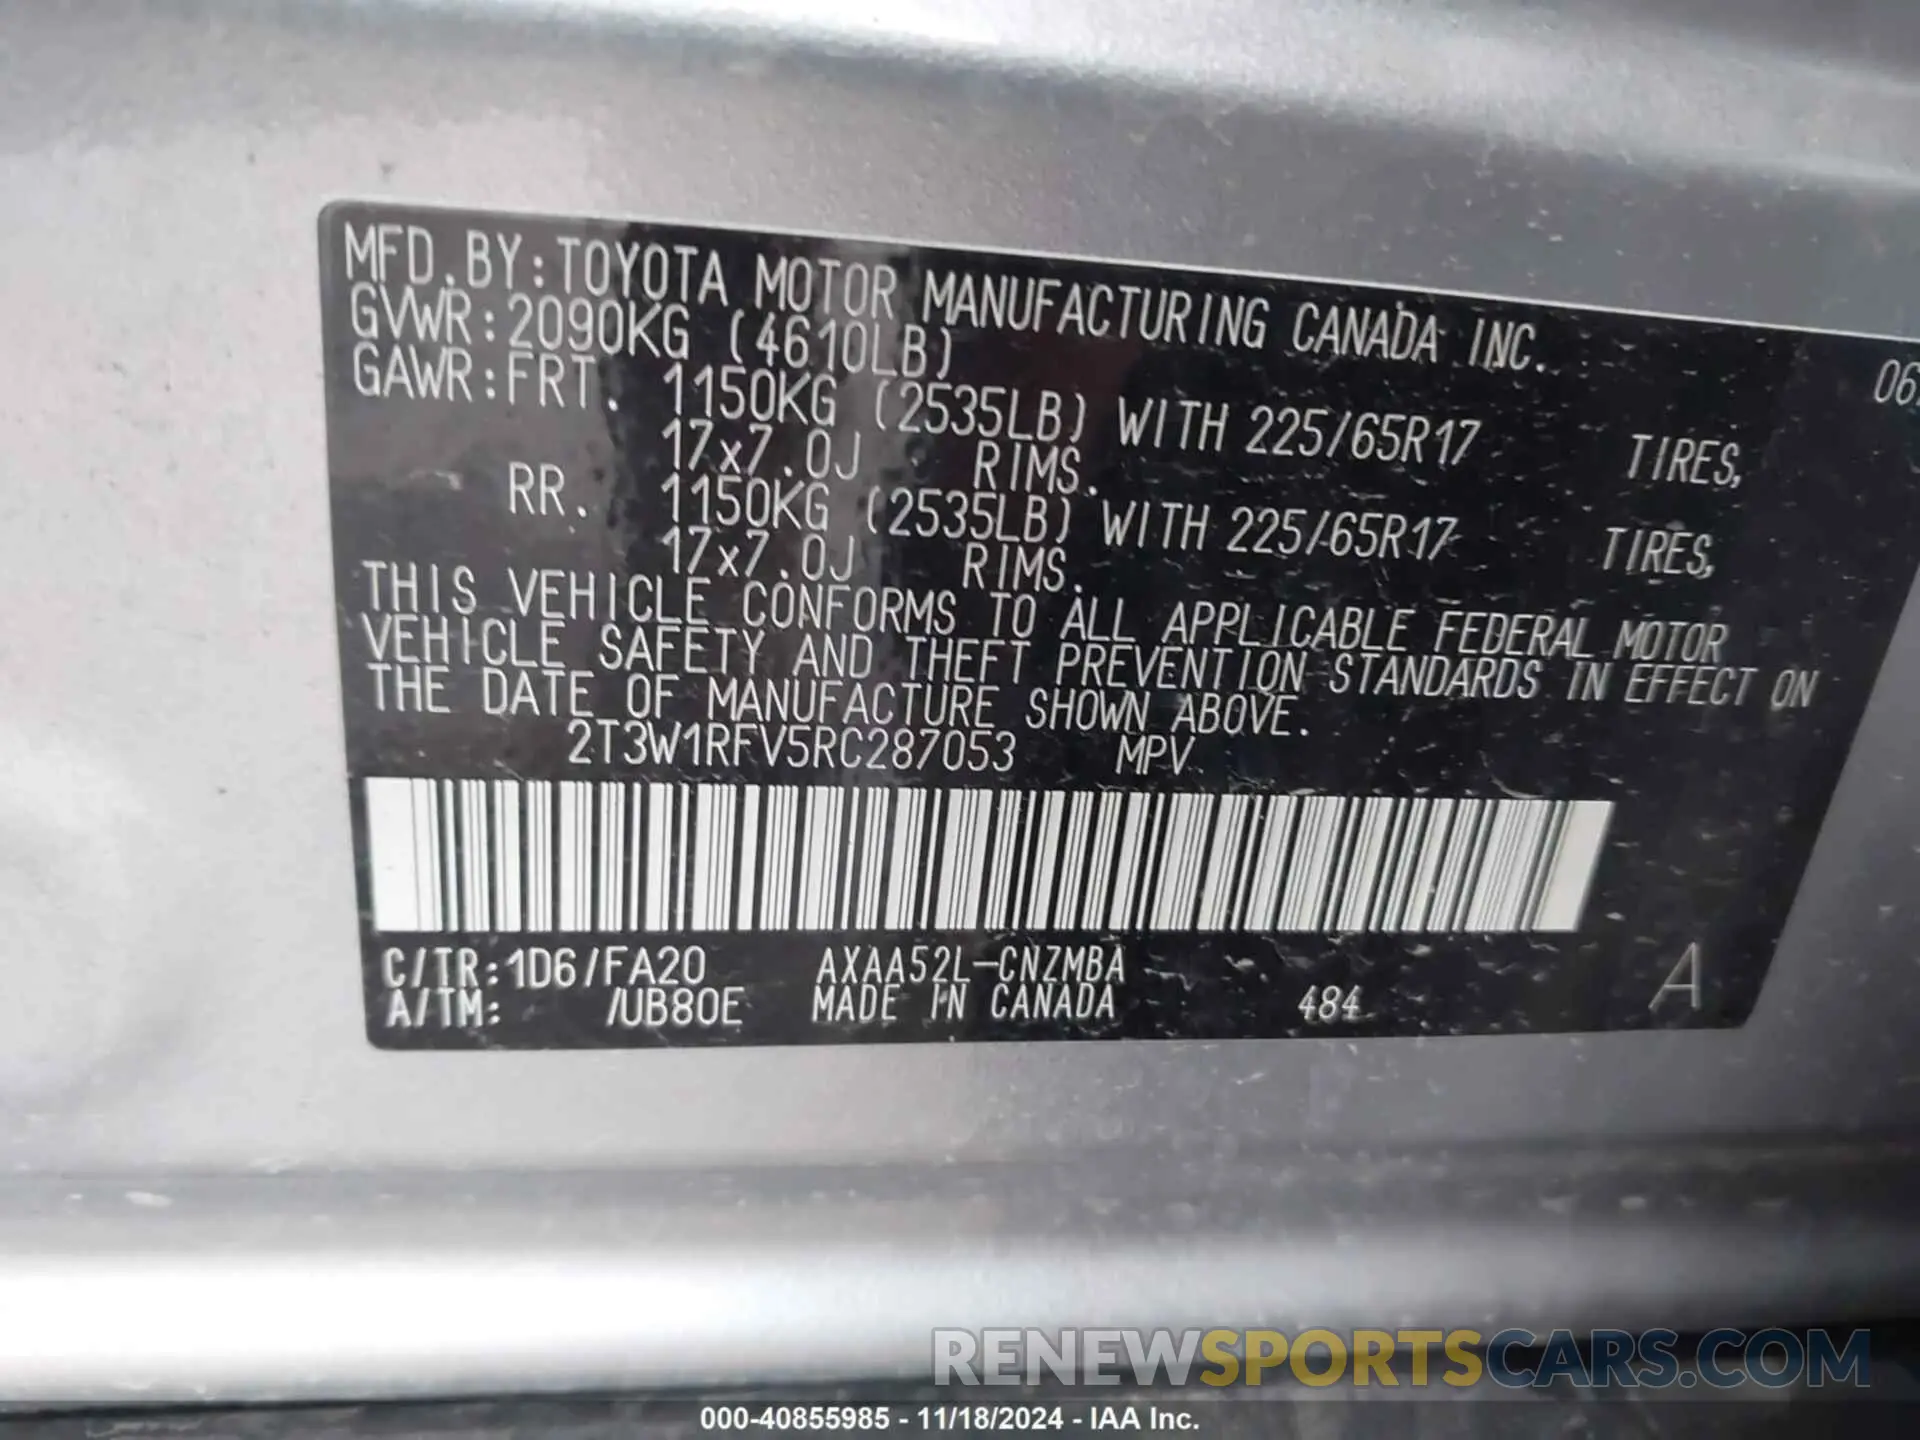 MFD.BY:TOYOTA MOTOR MANUFACTURING CANADA INC.
GVWR:2090KG (4610LB)
GAWR:FRT. 1150KG (2535LB) WITH 225/65R17 TIRES,
17x7.0J RIMS.
RR. 1150KG (2535LB) WITH 225/65R17 TIRES,
17x7.0J RIMS.
THIS VEHICLE CONFORMS TO ALL APPLICABLE FEDERAL MOTOR
VEHICLE SAFETY AND THEFT PREVENTION STANDARDS IN EFFECT ON
THE DATE OF MANUFACTURE SHOWN ABOVE.
2T3W1RFV5RC287053 MPV
C/TR:1D6/FA20 AXAA52L-CNZMBA
A/TM: /UB80E MADE IN CANADA 484 A
RENEWSPORTSCARS.COM
000-40855985 - 11/18/2024 - IAA Inc.